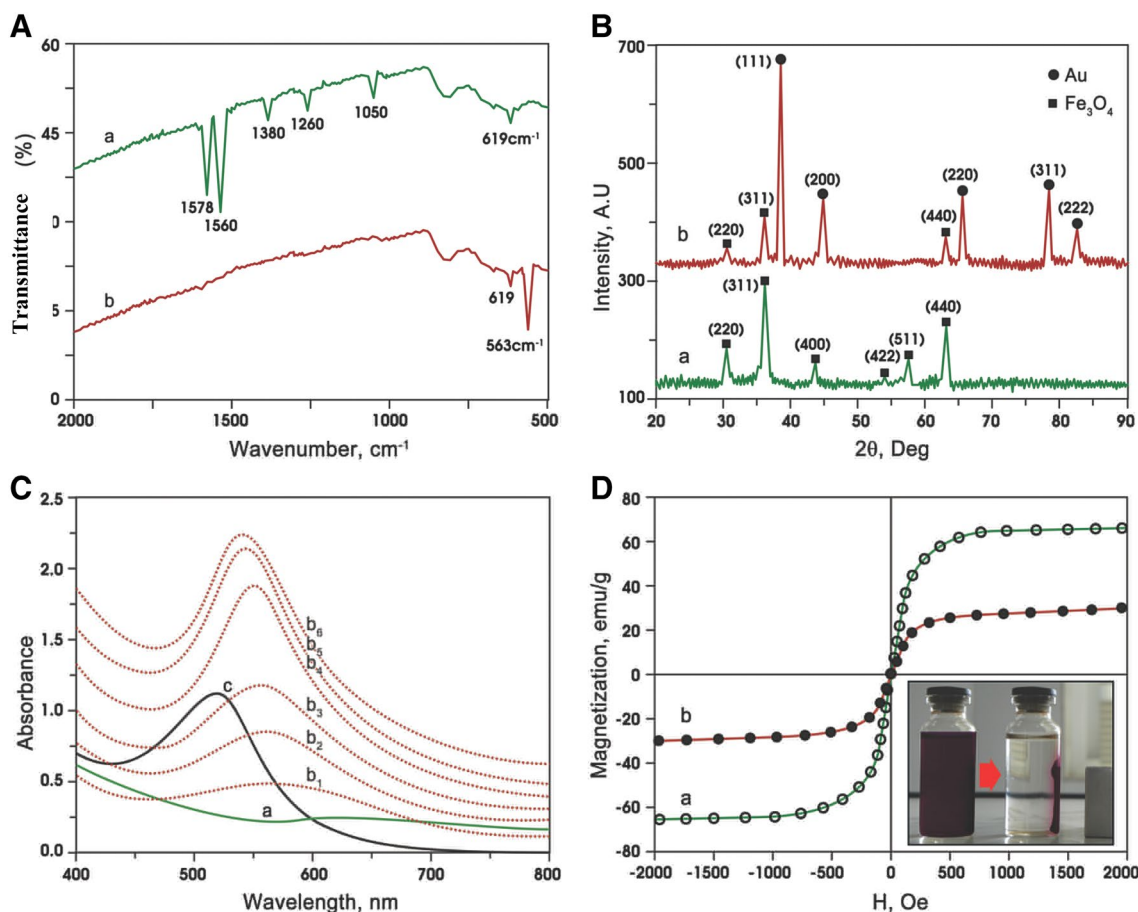 A
60
45
30
15
0
Transmittance (%)
a
b
1578
1560
1380
1260
1050
619cm-1
619
563cm-1
2000
1500
1000
500
Wavenumber, cm-1
B
700
500
300
100
Intensity, A.U
(111)
Au
Fe3O4
(311)
(220)
(200)
(440)
(220)
(311)
(222)
b
(311)
(220)
(400)
(422)
(511)
(440)
a
20 30 40 50 60 70 80 90
2θ, Deg
C
2.5
2.0
1.5
1.0
0.5
0.0
Absorbance
b6
b5
b4
c
b3
b2
b1
a
400 500 600 700 800
Wavelength, nm
D
80
60
40
20
0
-20
-40
-60
-80
Magnetization, emu/g
b
a
-2000 -1500 -1000 -500 0 500 1000 1500 2000
H, Oe